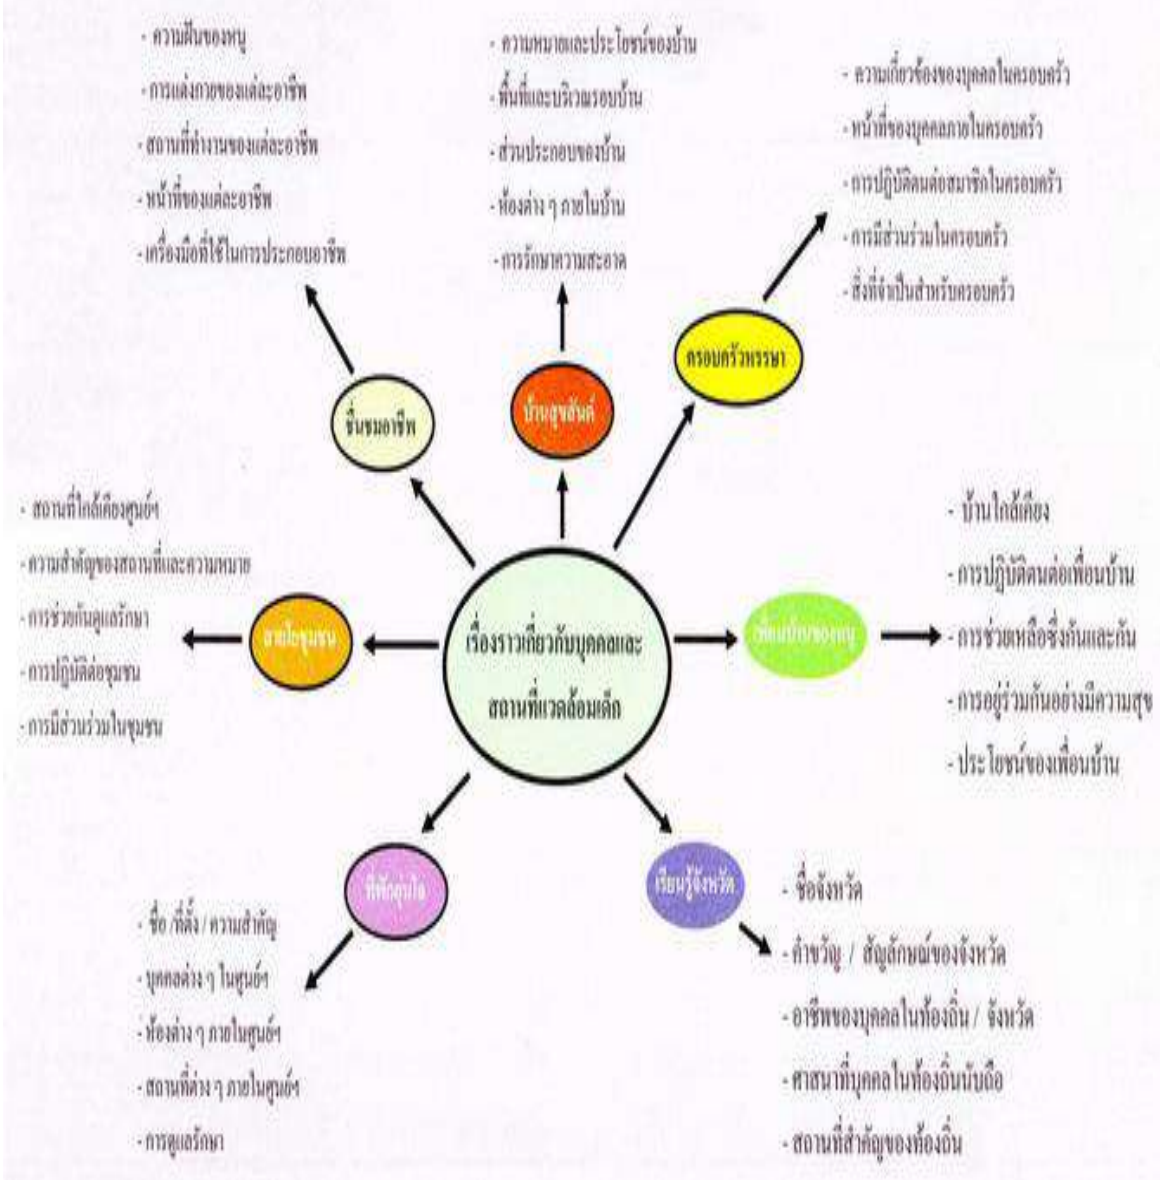 - ความฝันของหนู
- การแต่งกายของแต่ละอาชีพ
- สถานที่ทำงานของแต่ละอาชีพ
- หน้าที่ของแต่ละอาชีพ
- เครื่องมือที่ใช้ในการประกอบอาชีพ
- ความหมายและประโยชน์ของบ้าน
- พื้นที่และบริเวณรอบบ้าน
- ส่วนประกอบของบ้าน
- ห้องต่าง ๆ ภายในบ้าน
- การรักษาความสะอาด
- ความเกี่ยวข้องของบุคคลในครอบครัว
- หน้าที่ของบุคคลภายในครอบครัว
- การปฏิบัติตนต่อสมาชิกในครอบครัว
- การมีส่วนร่วมในครอบครัว
- สิ่งที่จำเป็นสำหรับครอบครัว
ชื่นชมอาชีพ
บ้านสุขสันต์
ครอบครัวหรรษา
- สถานที่ใกล้เคียงศูนย์ฯ
- ความสำคัญของสถานที่และความหมาย
- การช่วยกันดูแลรักษา
- การปฏิบัติต่อชุมชน
- การมีส่วนร่วมในชุมชน
สายใยชุมชน
เรื่องราวเกี่ยวกับบุคคลและ
สถานที่แวดล้อมเด็ก
เพื่อนบ้านของหนู
- บ้านใกล้เคียง
- การปฏิบัติตนต่อเพื่อนบ้าน
- การช่วยเหลือซึ่งกันและกัน
- การอยู่ร่วมกันอย่างมีความสุข
- ประโยชน์ของเพื่อนบ้าน
ที่พักอุ่นใจ
เรียนรู้จังหวัด
- ชื่อ /ที่ตั้ง / ความสำคัญ
- บุคคลต่าง ๆ ในศูนย์ฯ
- ห้องต่าง ๆ ภายในศูนย์ฯ
- สถานที่ต่าง ๆ ภายในศูนย์ฯ
- การดูแลรักษา
- ชื่อจังหวัด
- คำขวัญ / สัญลักษณ์ของจังหวัด
- อาชีพของบุคคลในท้องถิ่น / จังหวัด
- ศาสนาที่บุคคลในท้องถิ่นนับถือ
- สถานที่สำคัญของท้องถิ่น